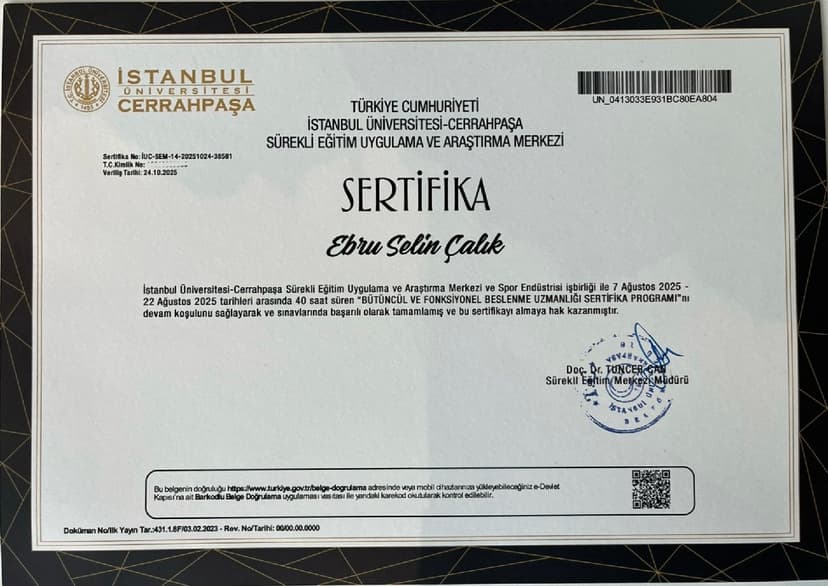 İSTANBUL
ÜNİVERSİTESİ
CERRAHPAŞA
UN_0413033E931BC80EA804
TÜRKİYE CUMHURİYETİ
İSTANBUL ÜNİVERSİTESİ-CERRAHPAŞA
SÜREKLİ EĞİTİM UYGULAMA VE ARAŞTIRMA MERKEZİ
Sertifika No: İUC-SEM-14-20251024-38581
T.C.Kimlik No:
Veriliş Tarihi: 24.10.2025
SERTİFİKA
Ebru Selin Çalık
İstanbul Üniversitesi-Cerrahpaşa Sürekli Eğitim Uygulama ve Araştırma Merkezi ve Spor Endüstrisi işbirliği ile 7 Ağustos 2025 -
22 Ağustos 2025 tarihleri arasında 40 saat süren "BÜTÜNCÜL VE FONKSİYONEL BESLENME UZMANLIĞI SERTİFİKA PROGRAMI"nı
devam koşulunu sağlayarak ve sınavlarında başarılı olarak tamamlamış ve bu sertifikayı almaya hak kazanmıştır.
Doç. Dr. TUNCER CAN
Sürekli Eğitim Merkezi Müdürü
Bu belgenin doğruluğu https://www.turkiye.gov.tr/belge-dogrulama adresinde veya mobil cihazlarınıza yükleyebileceğiniz e-Devlet
Kapısı'na ait Barkodlu Belge Doğrulama uygulaması vasıtası ile yandaki karekod okutularak kontrol edilebilir.
Doküman No/İlk Yayın Tar.:431.1.6F/03.02.2023 - Rev. No/Tarihi: 00/00.00.0000